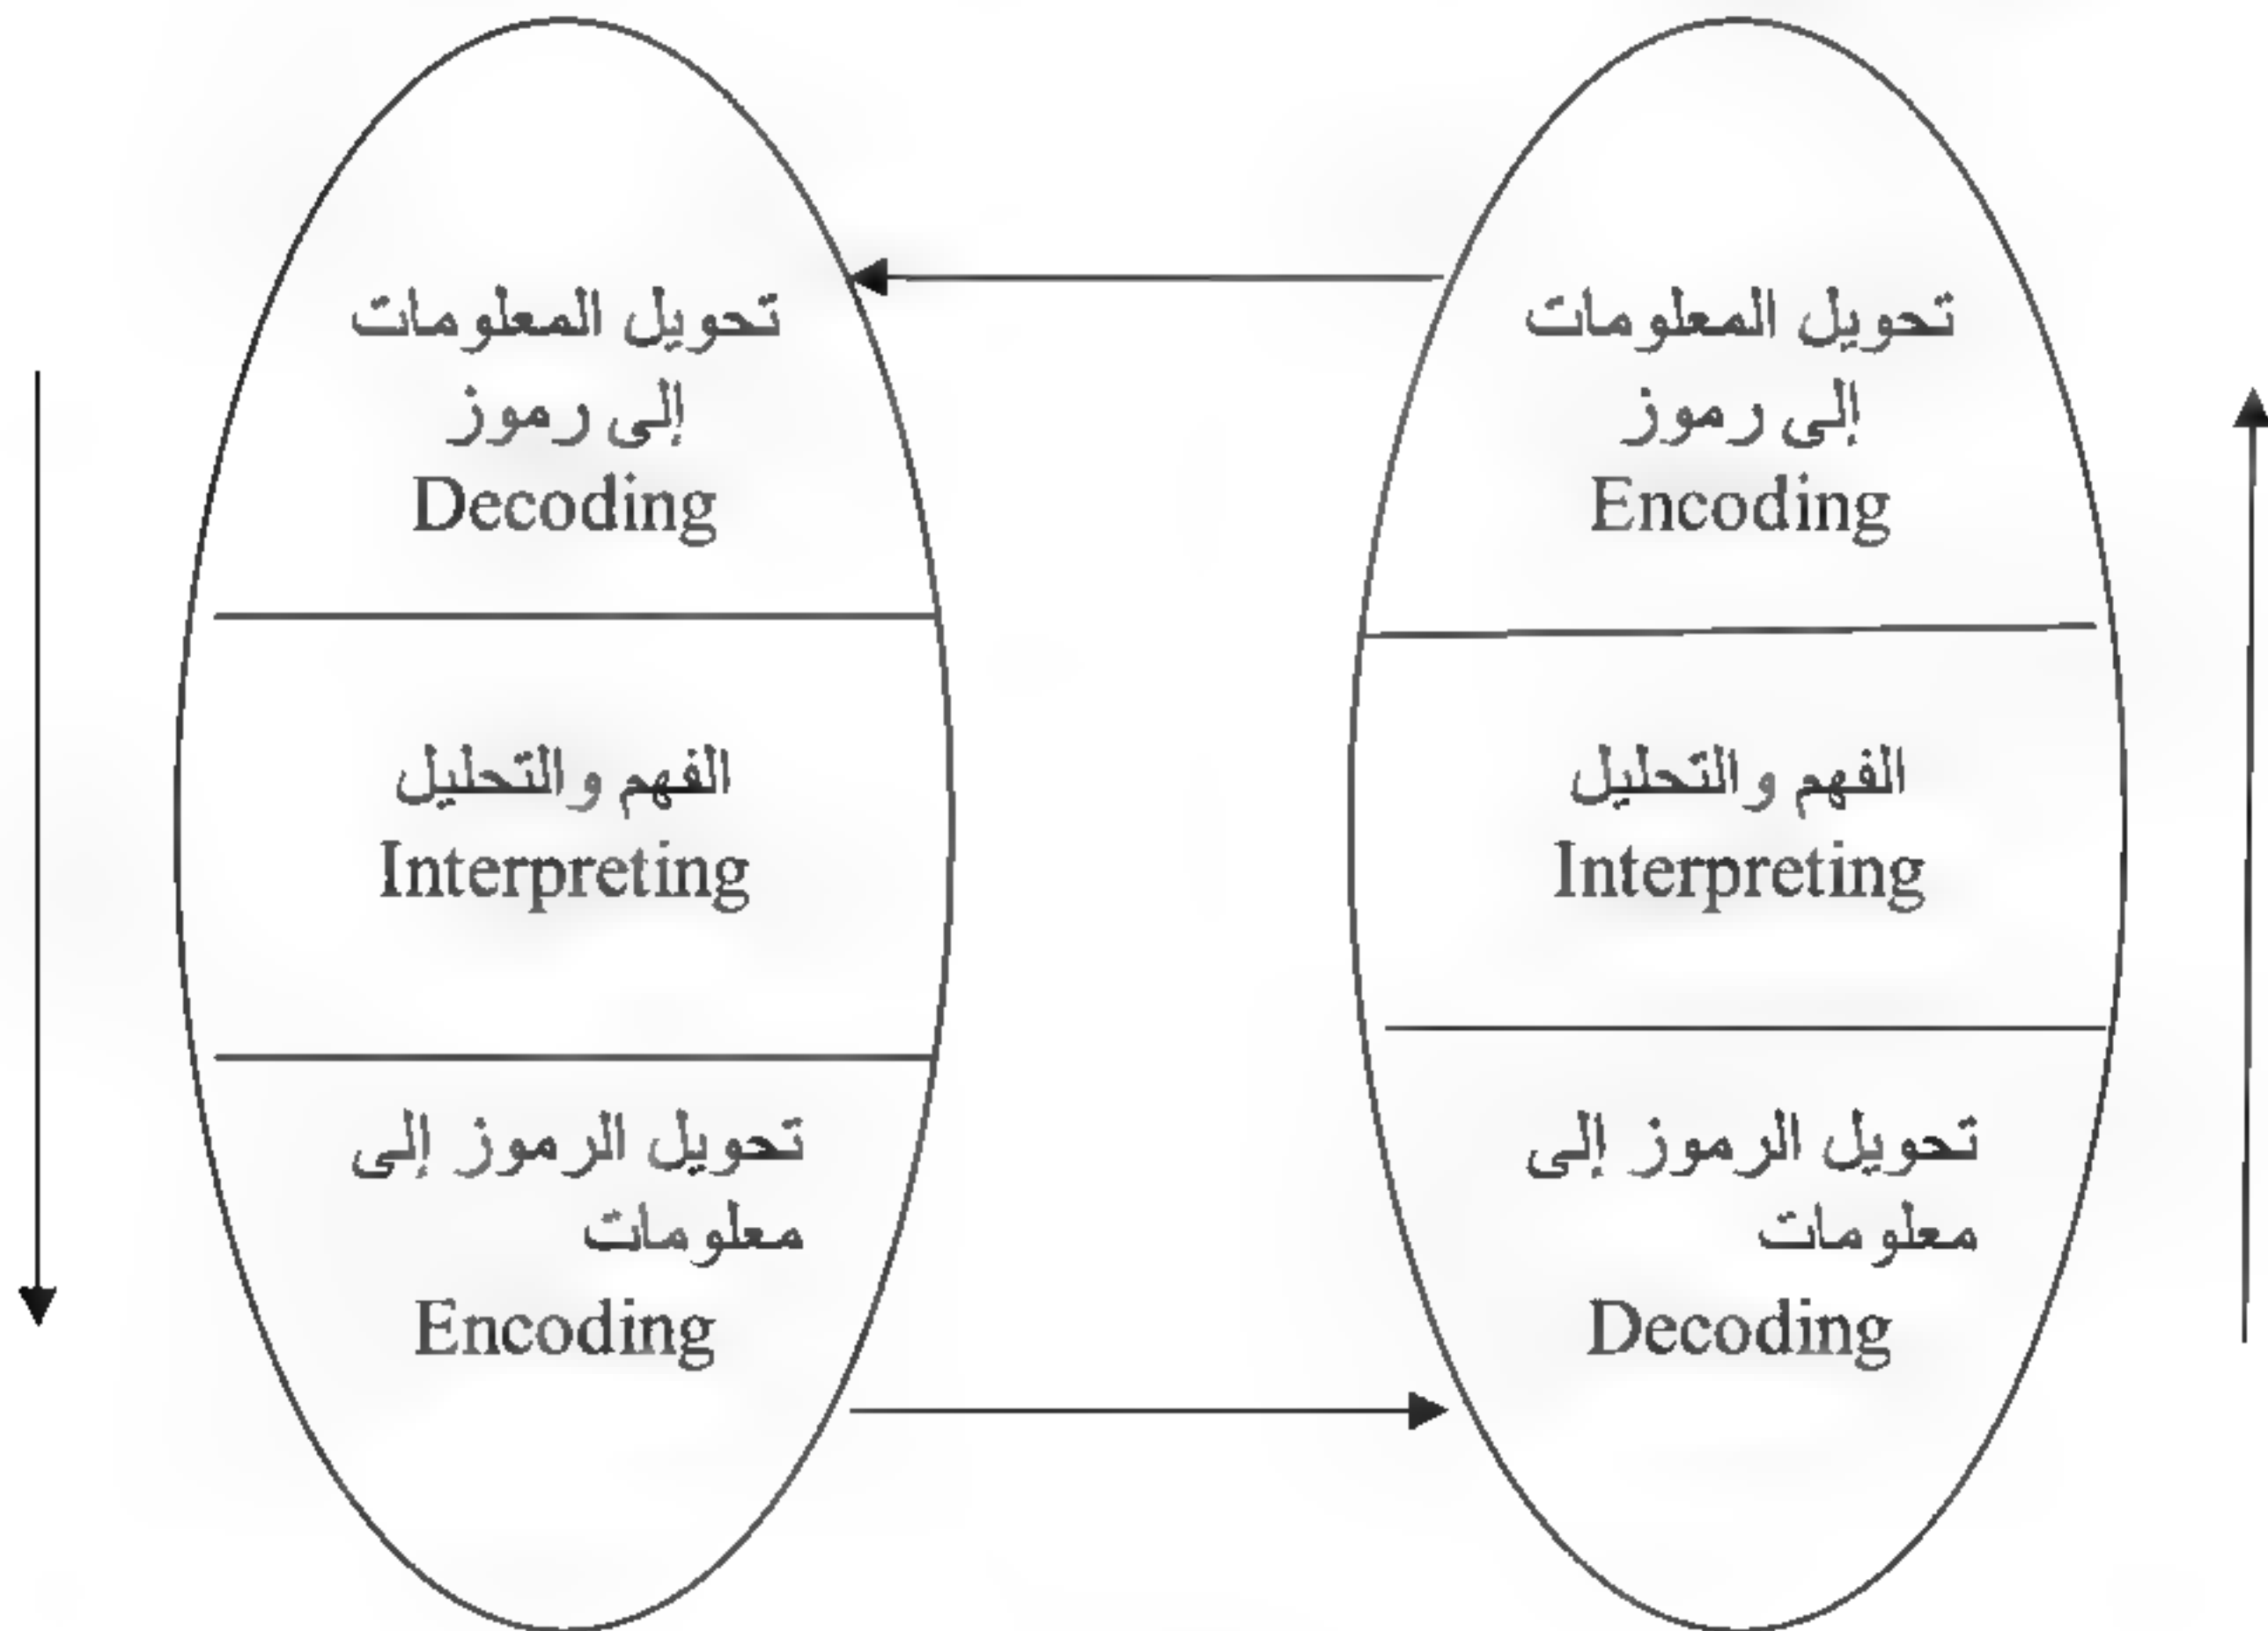 تحويل المعلومات
إلى رموز
Encoding
الفهم والتحليل
Interpreting
تحويل الرموز إلى
معلومات
Decoding
تحويل المعلومات
إلى رموز
Decoding
الفهم والتحليل
Interpreting
تحويل الرموز إلى
معلومات
Encoding